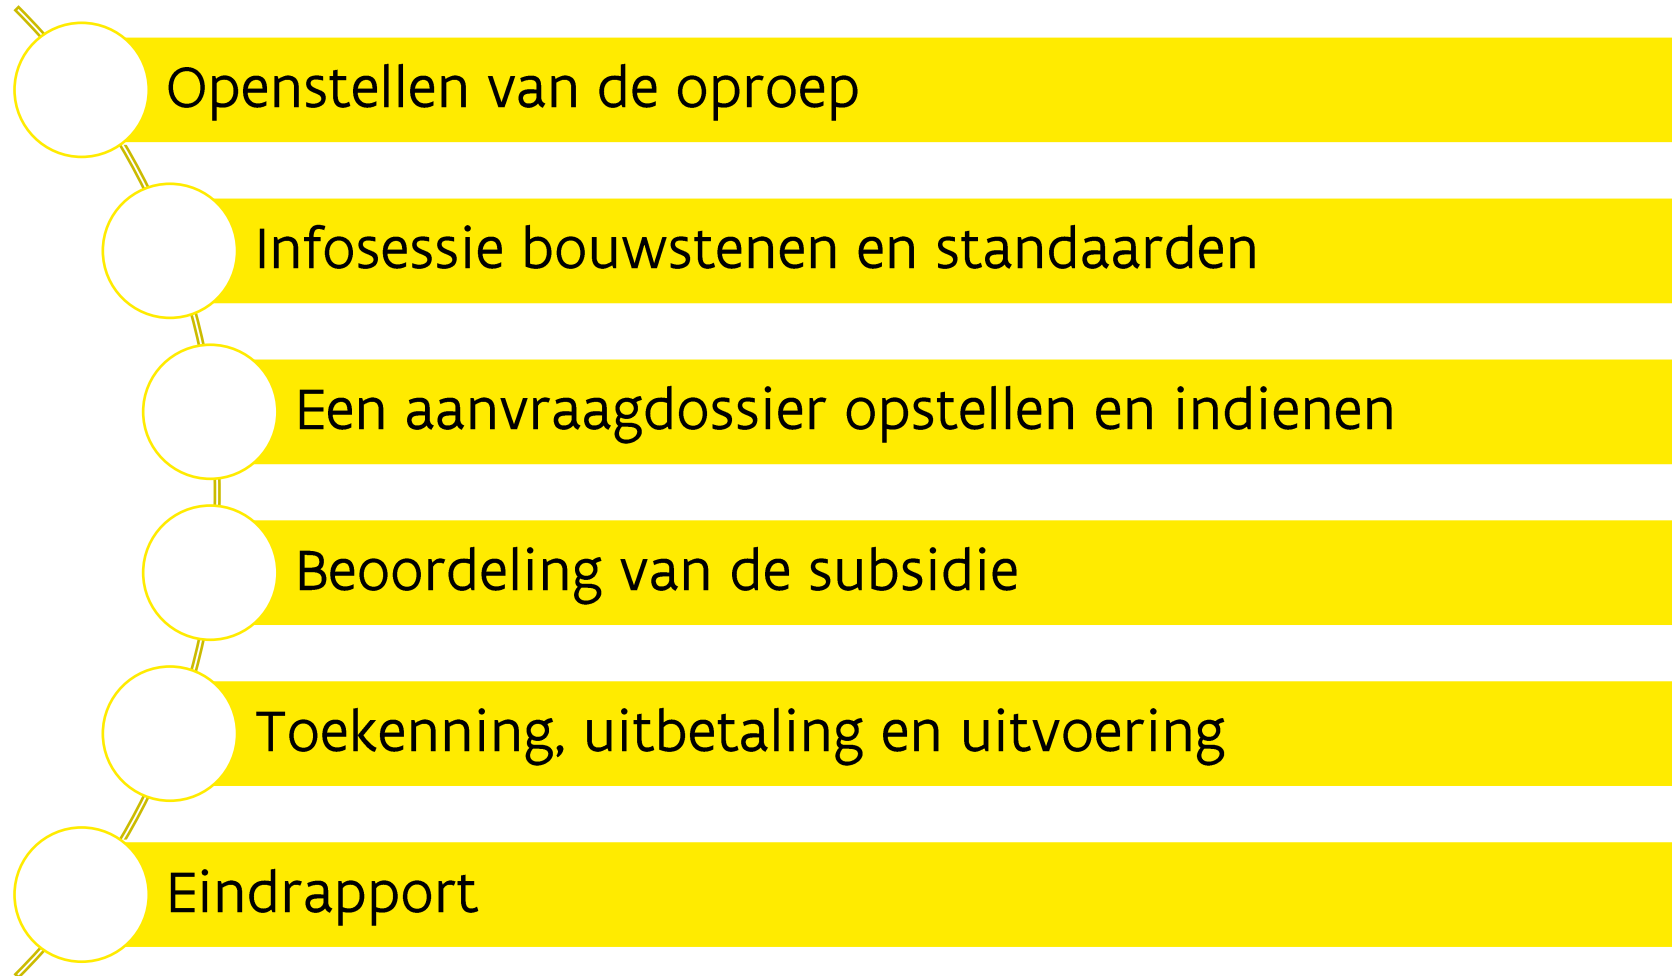 Openstellen van de oproep
Infosessie bouwstenen en standaarden
Een aanvraagdossier opstellen en indienen
Beoordeling van de subsidie
Toekenning, uitbetaling en uitvoering
Eindrapport